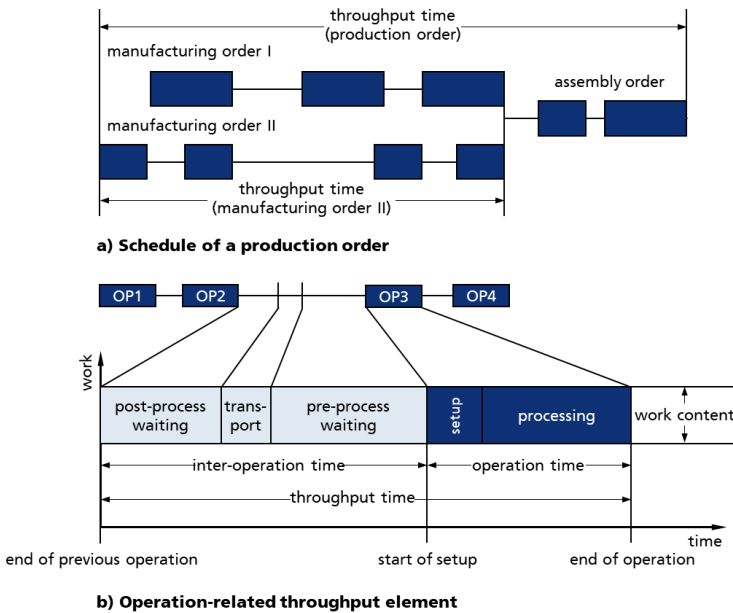 throughput time
(production order)
manufacturing order I
assembly order
manufacturing order II
throughput time
(manufacturing order II)
a) Schedule of a production order
OP1 OP2 OP3 OP4
work
post-process
waiting
trans-
port
pre-process
waiting
setup
processing
work content
inter-operation time
operation time
throughput time
time
end of previous operation
start of setup
end of operation
b) Operation-related throughput element